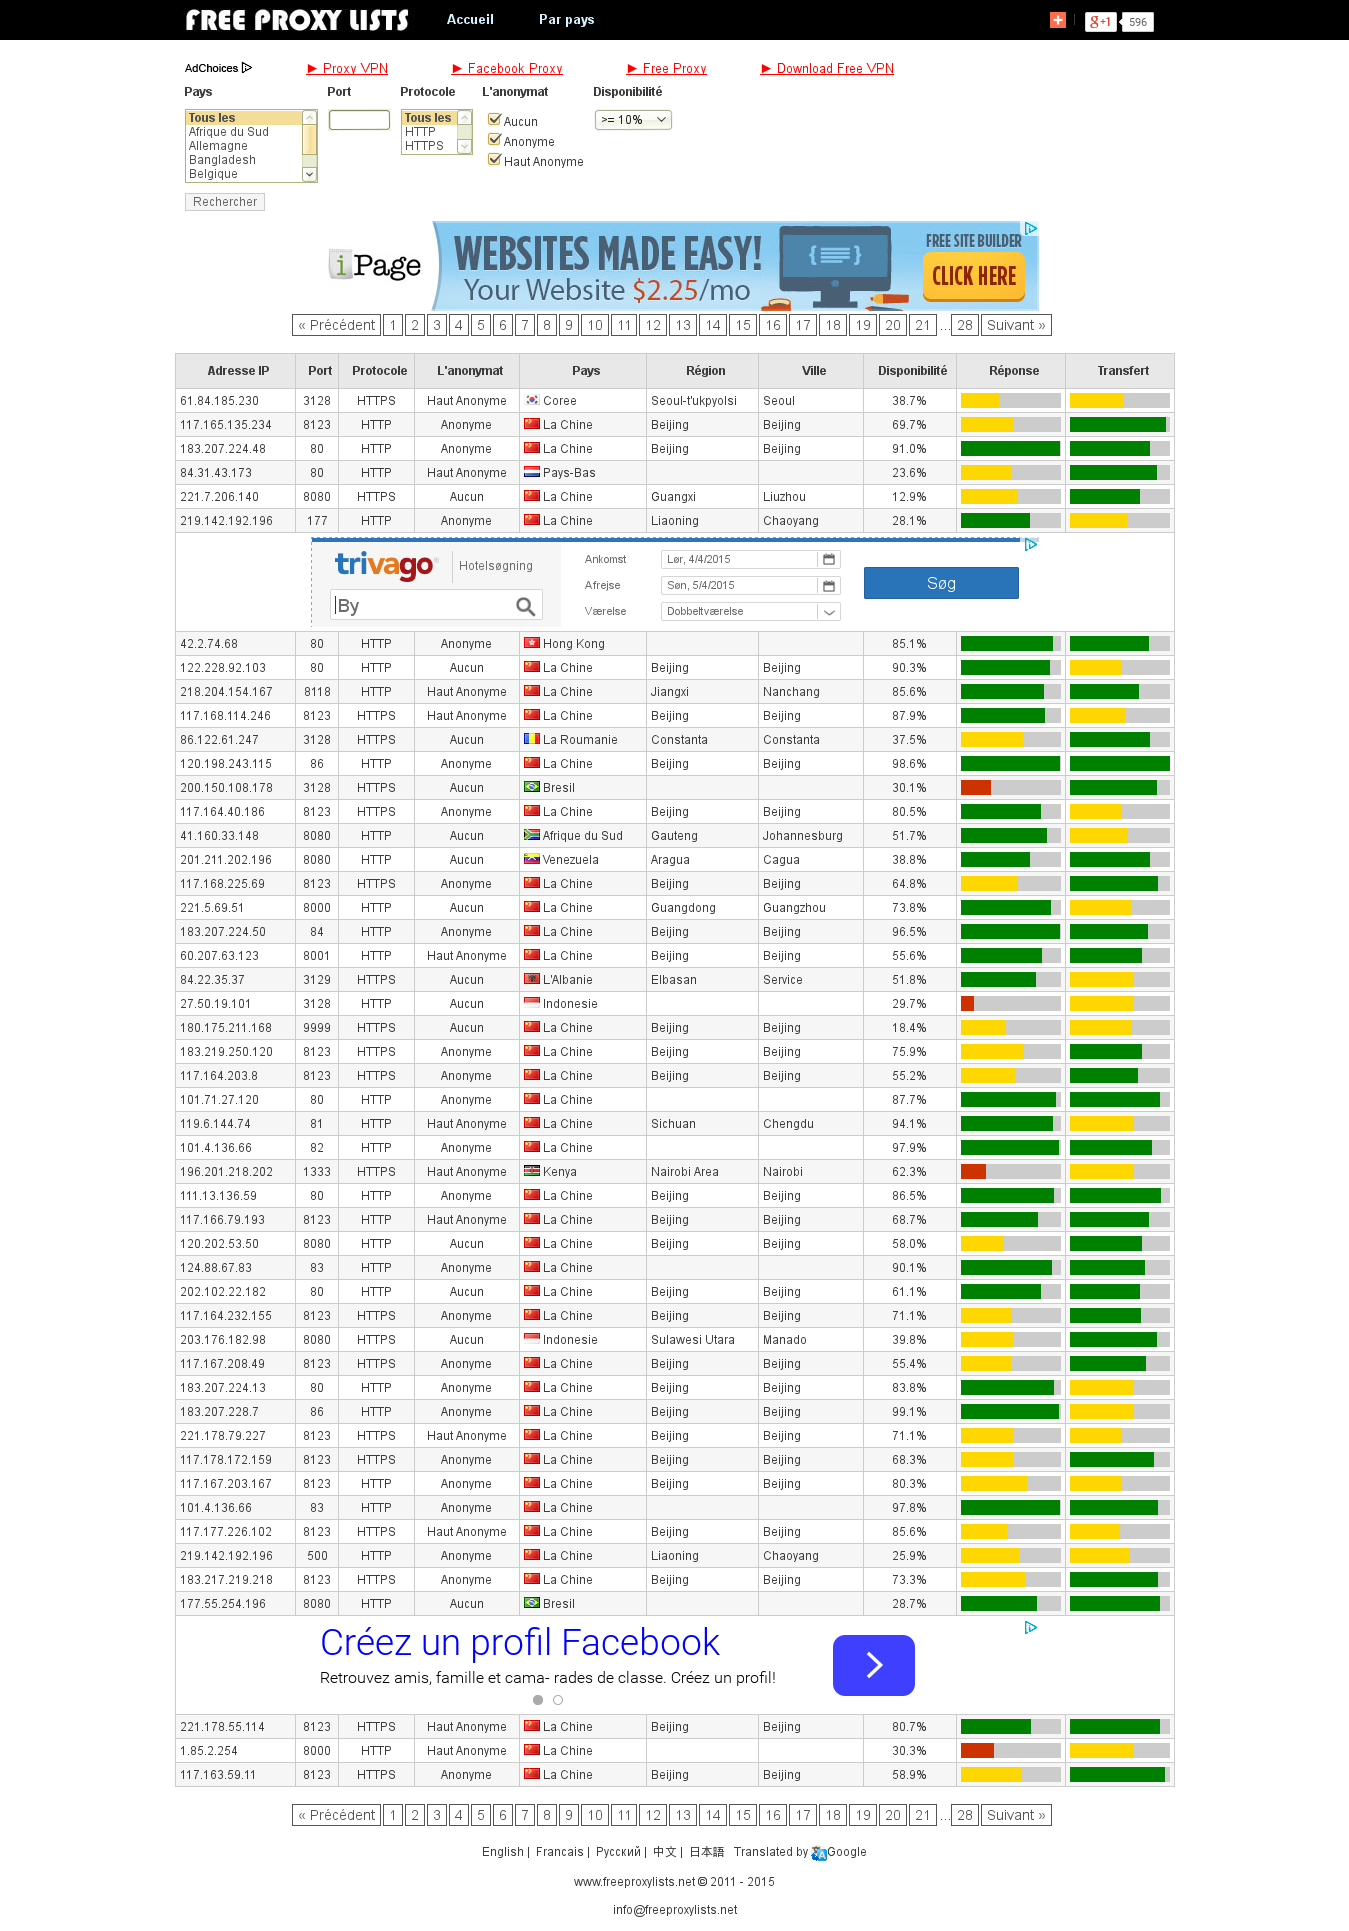 FREE PROXY LISTS Accueil Par pays g+1 596
AdChoices ► Proxy VPN ► Facebook Proxy ► Free Proxy ► Download Free VPN
Pays Port Protocole L'anonymat Disponibilité
Tous les Tous les Aucun >= 10%
Afrique du Sud HTTP Anonyme
Allemagne HTTPS Haut Anonyme
Bangladesh
Belgique
Rechercher
iPage WEBSITES MADE EASY! FREE SITE BUILDER
Your Website $2.25/mo CLICK HERE
« Précédent 1 2 3 4 5 6 7 8 9 10 11 12 13 14 15 16 17 18 19 20 21 ... 28 Suivant »
Adresse IP Port Protocole L'anonymat Pays Région Ville Disponibilité Réponse Transfert
61.84.185.230 3128 HTTPS Haut Anonyme Coree Seoul-t'ukpyolsi Seoul 38.7%
117.165.135.234 8123 HTTP Anonyme La Chine Beijing Beijing 69.7%
183.207.224.48 80 HTTP Anonyme La Chine Beijing Beijing 91.0%
84.31.43.173 80 HTTP Haut Anonyme Pays-Bas 23.6%
221.7.206.140 8080 HTTPS Aucun La Chine Guangxi Liuzhou 12.9%
219.142.192.196 177 HTTP Anonyme La Chine Liaoning Chaoyang 28.1%
trivago Hotelsøgning Ankomst Lør, 4/4/2015
Afrejse Søn, 5/4/2015 Søg
By Værelse Dobbeltværelse
42.2.74.68 80 HTTP Anonyme Hong Kong 85.1%
122.228.92.103 80 HTTP Aucun La Chine Beijing Beijing 90.3%
218.204.154.167 8118 HTTP Haut Anonyme La Chine Jiangxi Nanchang 85.6%
117.168.114.246 8123 HTTPS Haut Anonyme La Chine Beijing Beijing 87.9%
86.122.61.247 3128 HTTPS Aucun La Roumanie Constanta Constanta 37.5%
120.198.243.115 86 HTTP Anonyme La Chine Beijing Beijing 98.6%
200.150.108.178 3128 HTTPS Aucun Bresil 30.1%
117.164.40.186 8123 HTTPS Anonyme La Chine Beijing Beijing 80.5%
41.160.33.148 8080 HTTP Aucun Afrique du Sud Gauteng Johannesburg 51.7%
201.211.202.196 8080 HTTP Aucun Venezuela Aragua Cagua 38.8%
117.168.225.69 8123 HTTPS Anonyme La Chine Beijing Beijing 64.8%
221.5.69.51 8000 HTTP Aucun La Chine Guangdong Guangzhou 73.8%
183.207.224.50 84 HTTP Anonyme La Chine Beijing Beijing 96.5%
60.207.63.123 8001 HTTP Haut Anonyme La Chine Beijing Beijing 55.6%
84.22.35.37 3129 HTTPS Aucun L'Albanie Elbasan Service 51.8%
27.50.19.101 3128 HTTP Aucun Indonesie 29.7%
180.175.211.168 9999 HTTPS Aucun La Chine Beijing Beijing 18.4%
183.219.250.120 8123 HTTPS Anonyme La Chine Beijing Beijing 75.9%
117.164.203.8 8123 HTTPS Anonyme La Chine Beijing Beijing 55.2%
101.71.27.120 80 HTTP Anonyme La Chine 87.7%
119.6.144.74 81 HTTP Haut Anonyme La Chine Sichuan Chengdu 94.1%
101.4.136.66 82 HTTP Anonyme La Chine 97.9%
196.201.218.202 1333 HTTPS Haut Anonyme Kenya Nairobi Area Nairobi 62.3%
111.13.136.59 80 HTTP Anonyme La Chine Beijing Beijing 86.5%
117.166.79.193 8123 HTTP Haut Anonyme La Chine Beijing Beijing 68.7%
120.202.53.50 8080 HTTP Aucun La Chine Beijing Beijing 58.0%
124.88.67.83 83 HTTP Anonyme La Chine 90.1%
202.102.22.182 80 HTTP Aucun La Chine Beijing Beijing 61.1%
117.164.232.155 8123 HTTPS Anonyme La Chine Beijing Beijing 71.1%
203.176.182.98 8080 HTTPS Aucun Indonesie Sulawesi Utara Manado 39.8%
117.167.208.49 8123 HTTPS Anonyme La Chine Beijing Beijing 55.4%
183.207.224.13 80 HTTP Anonyme La Chine Beijing Beijing 83.8%
183.207.228.7 86 HTTP Anonyme La Chine Beijing Beijing 99.1%
221.178.79.227 8123 HTTPS Haut Anonyme La Chine Beijing Beijing 71.1%
117.178.172.159 8123 HTTPS Anonyme La Chine Beijing Beijing 68.3%
117.167.203.167 8123 HTTP Anonyme La Chine Beijing Beijing 80.3%
101.4.136.66 83 HTTP Anonyme La Chine 97.8%
117.177.226.102 8123 HTTPS Haut Anonyme La Chine Beijing Beijing 85.6%
219.142.192.196 500 HTTP Anonyme La Chine Liaoning Chaoyang 25.9%
183.217.219.218 8123 HTTPS Anonyme La Chine Beijing Beijing 73.3%
177.55.254.196 8080 HTTP Aucun Bresil 28.7%
Créez un profil Facebook
Retrouvez amis, famille et cama- rades de classe. Créez un profil!
221.178.55.114 8123 HTTPS Haut Anonyme La Chine Beijing Beijing 80.7%
1.85.2.254 8000 HTTP Haut Anonyme La Chine 30.3%
117.163.59.11 8123 HTTPS Anonyme La Chine Beijing Beijing 58.9%
« Précédent 1 2 3 4 5 6 7 8 9 10 11 12 13 14 15 16 17 18 19 20 21 ... 28 Suivant »
English | Francais | Русский | 中文 | 日本語 Translated by Google
www.freeproxylists.net © 2011 - 2015
info@freeproxylists.net